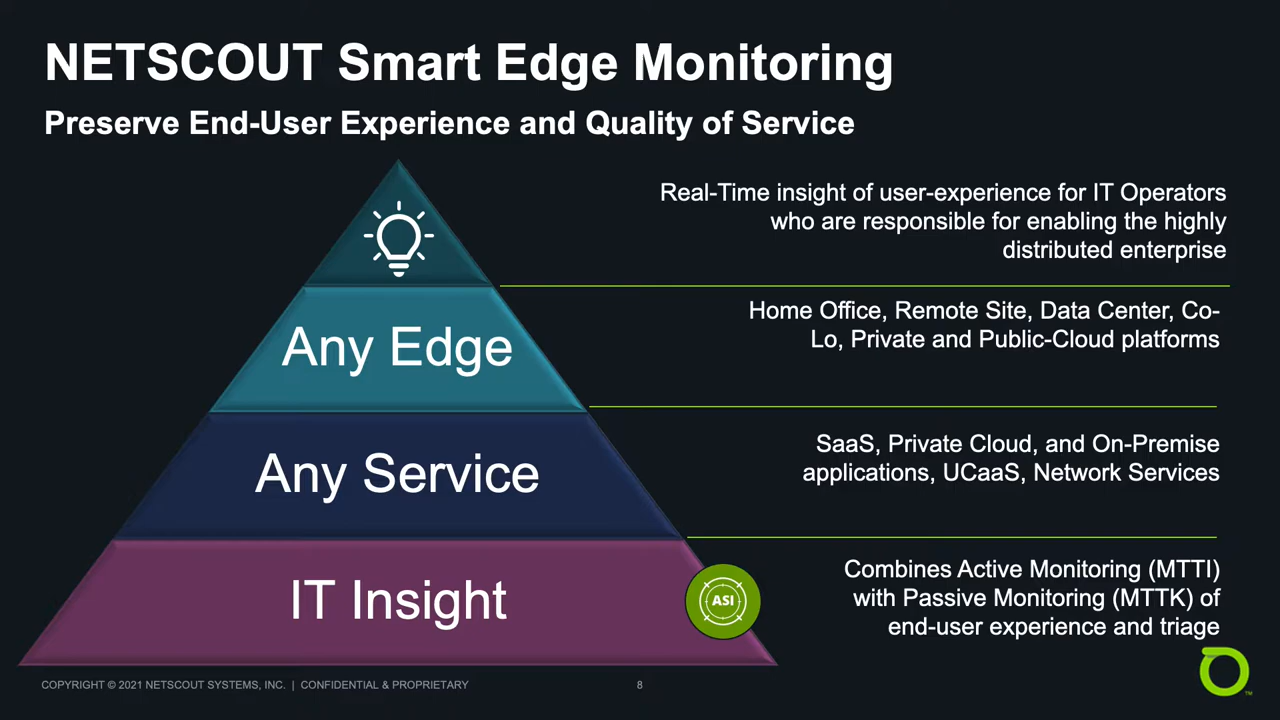 NETSCOUT Smart Edge Monitoring
Preserve End-User Experience and Quality of Service
Real-Time insight of user-experience for IT Operators
who are responsible for enabling the highly
distributed enterprise
Any Edge
Home Office, Remote Site, Data Center, Co-
Lo, Private and Public-Cloud platforms
Any Service
SaaS, Private Cloud, and On-Premise
applications, UCaaS, Network Services
IT Insight
ASI
Combines Active Monitoring (MTTI)
with Passive Monitoring (MTTK) of
end-user experience and triage
COPYRIGHT © 2021 NETSCOUT SYSTEMS, INC. | CONFIDENTIAL & PROPRIETARY
8
TM